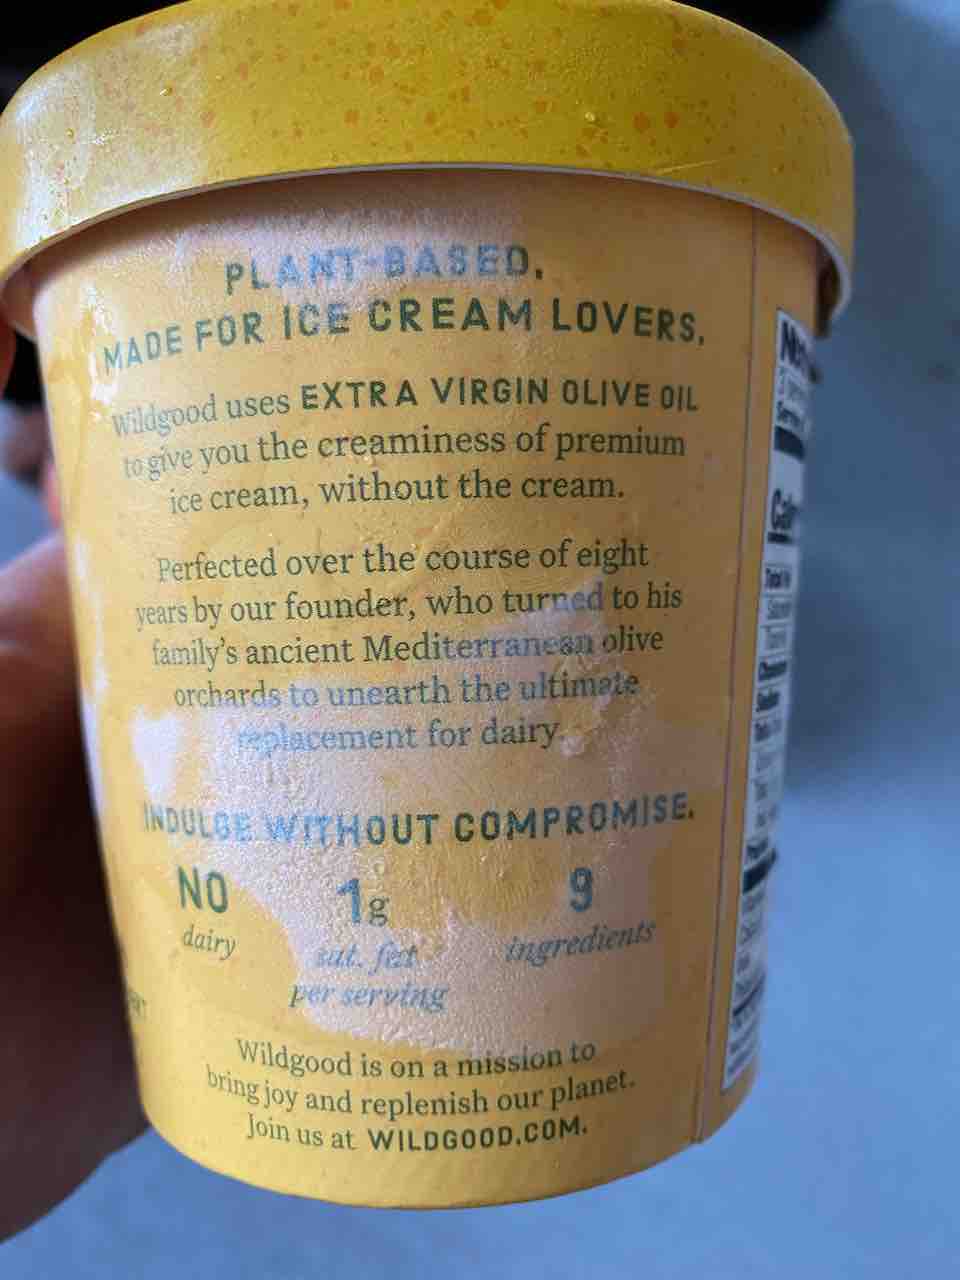 PLANT-BASED.
MADE FOR ICE CREAM LOVERS.
Wildgood uses EXTRA VIRGIN OLIVE OIL
to give you the creaminess of premium
ice cream, without the cream.
Perfected over the course of eight
years by our founder, who turned to his
family's ancient Mediterranean olive
orchards to unearth the ultimate
replacement for dairy.
INDULGE WITHOUT COMPROMISE.
NO 1g 9
dairy sat. fat ingredients
per serving
Wildgood is on a mission to
bring joy and replenish our planet.
Join us at WILDGOOD.COM.